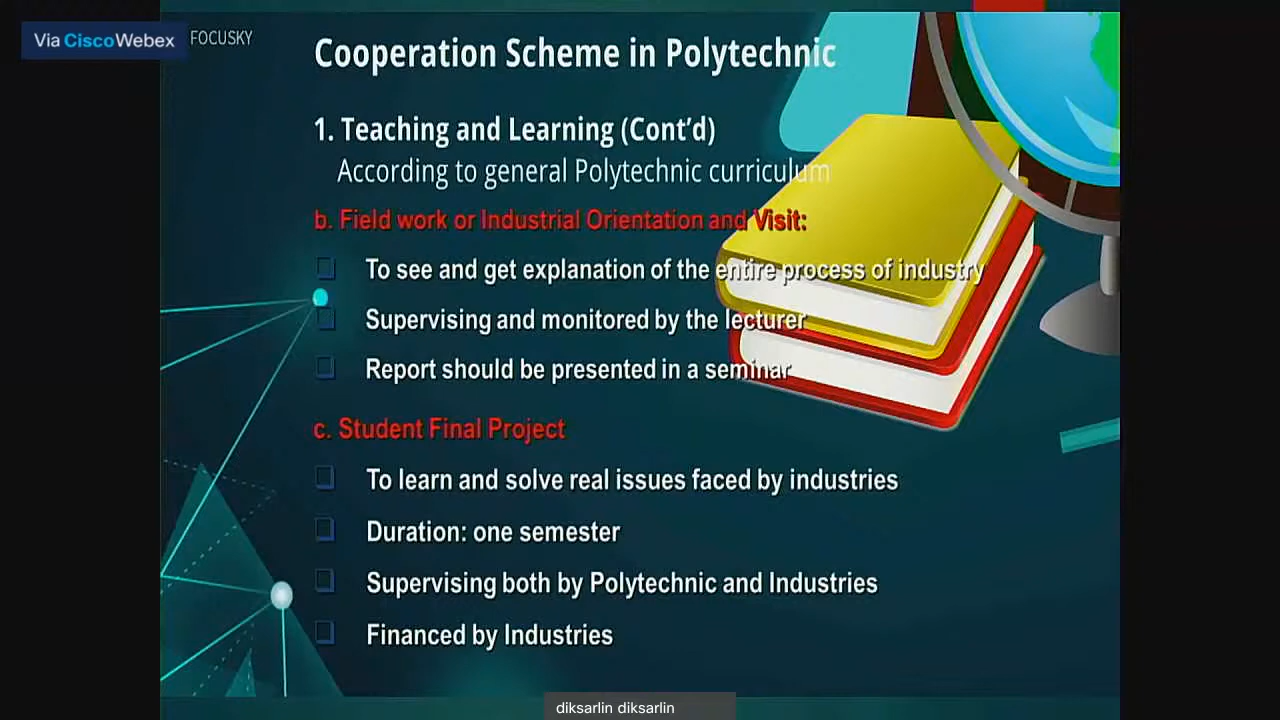 Via Cisco Webex FOCUSKY
Cooperation Scheme in Polytechnic
1. Teaching and Learning (Cont'd)
According to general Polytechnic curriculum
b. Field work or Industrial Orientation and Visit:
To see and get explanation of the entire process of industry
Supervising and monitored by the lecturer
Report should be presented in a seminar
c. Student Final Project
To learn and solve real issues faced by industries
Duration: one semester
Supervising both by Polytechnic and Industries
Financed by Industries
diksarlin diksarlin